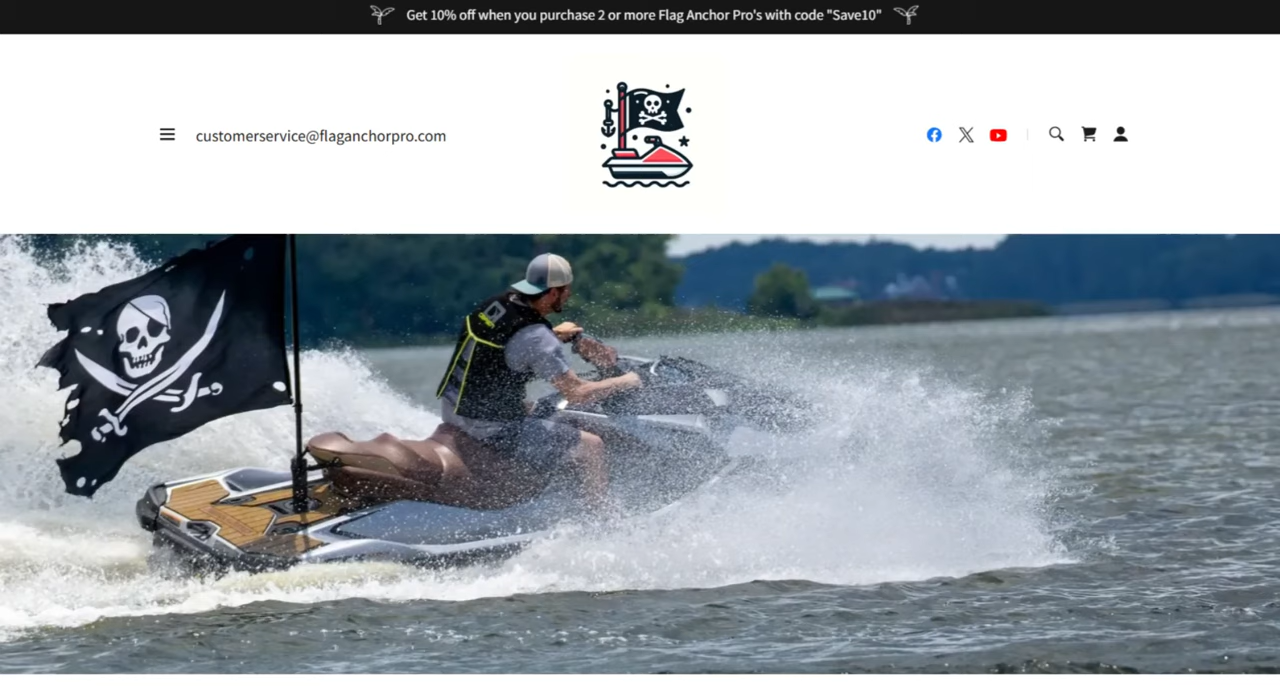 Get 10% off when you purchase 2 or more Flag Anchor Pro's with code "Save10"
customerservice@flaganchorpro.com